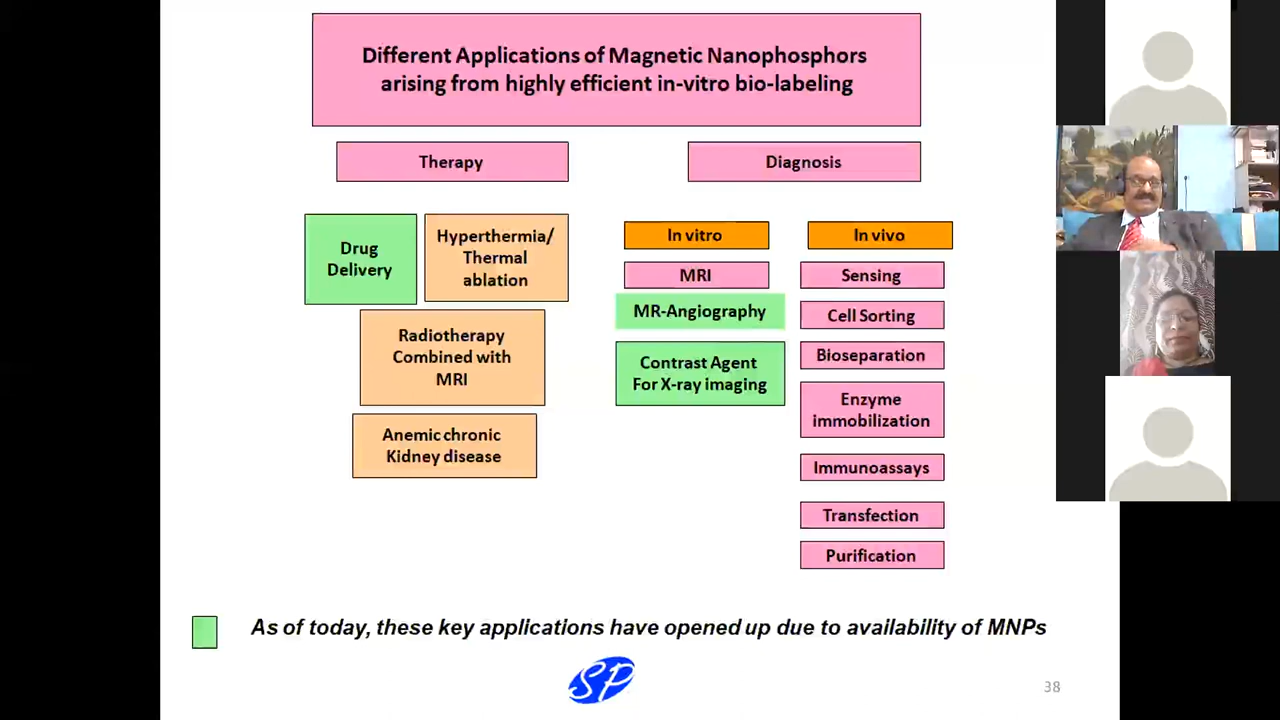 Different Applications of Magnetic Nanophosphors
arising from highly efficient in-vitro bio-labeling
Therapy
Diagnosis
Drug
Delivery
Hyperthermia/
Thermal
ablation
Radiotherapy
Combined with
MRI
Anemic chronic
Kidney disease
In vitro
MRI
MR-Angiography
Contrast Agent
For X-ray imaging
In vivo
Sensing
Cell Sorting
Bioseparation
Enzyme
immobilization
Immunoassays
Transfection
Purification
As of today, these key applications have opened up due to availability of MNPs
SP
38